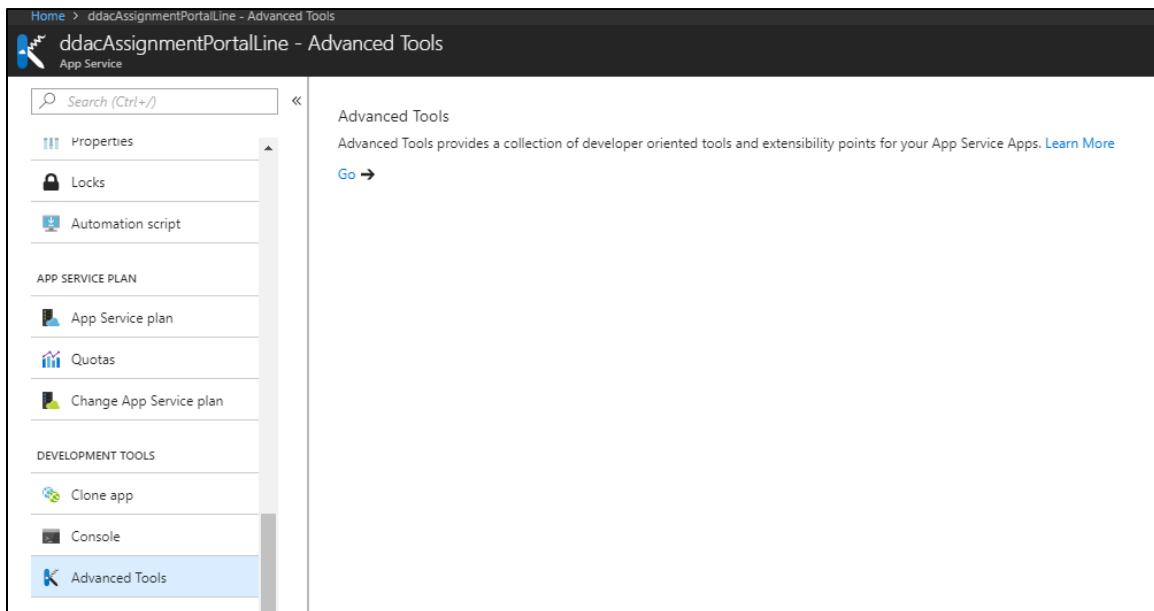 Home > ddacAssignmentPortalLine - Advanced Tools
ddacAssignmentPortalLine - Advanced Tools
App Service
Search (Ctrl+/)
«
Properties
Locks
Automation script
APP SERVICE PLAN
App Service plan
Quotas
Change App Service plan
DEVELOPMENT TOOLS
Clone app
Console
Advanced Tools
Advanced Tools
Advanced Tools provides a collection of developer oriented tools and extensibility points for your App Service Apps. Learn More
Go →